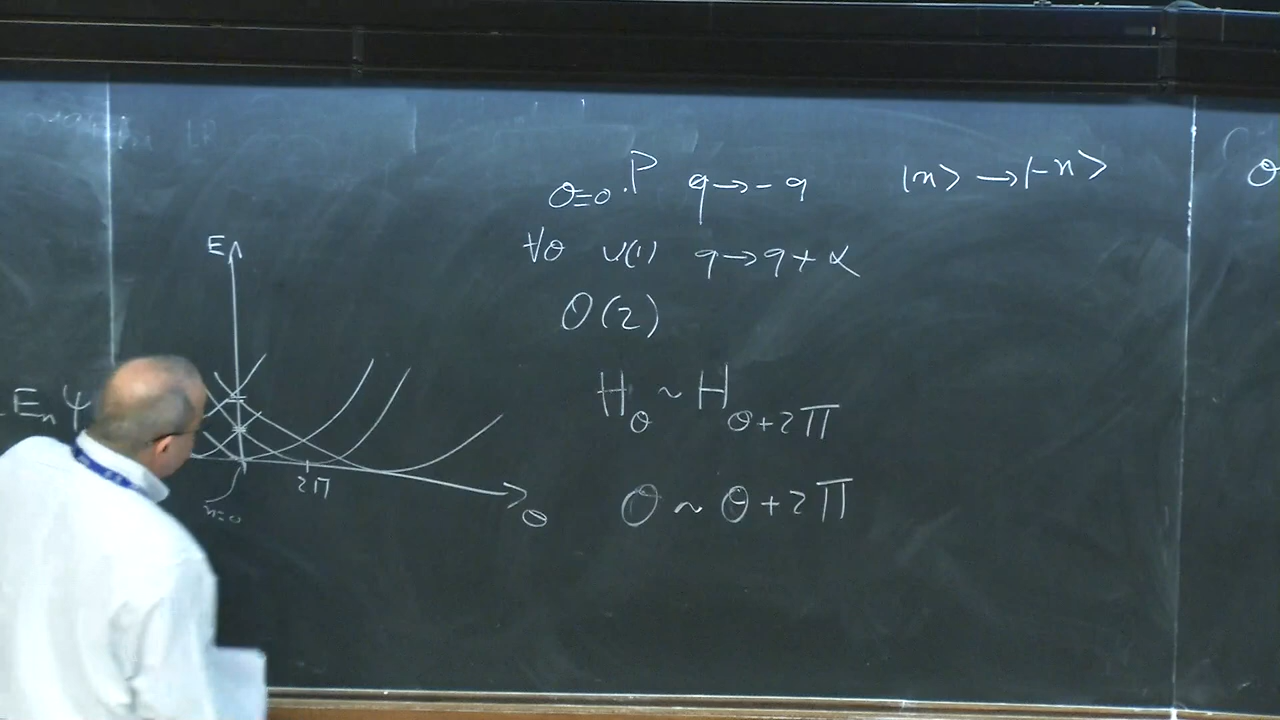 θ=0 . P q → -q |n> → |-n>
∀θ U(1) q → q + α
O(2)
H_θ ~ H_θ+2π
θ ~ θ + 2π
E
E_n ψ
2π
θ
n=0
θ